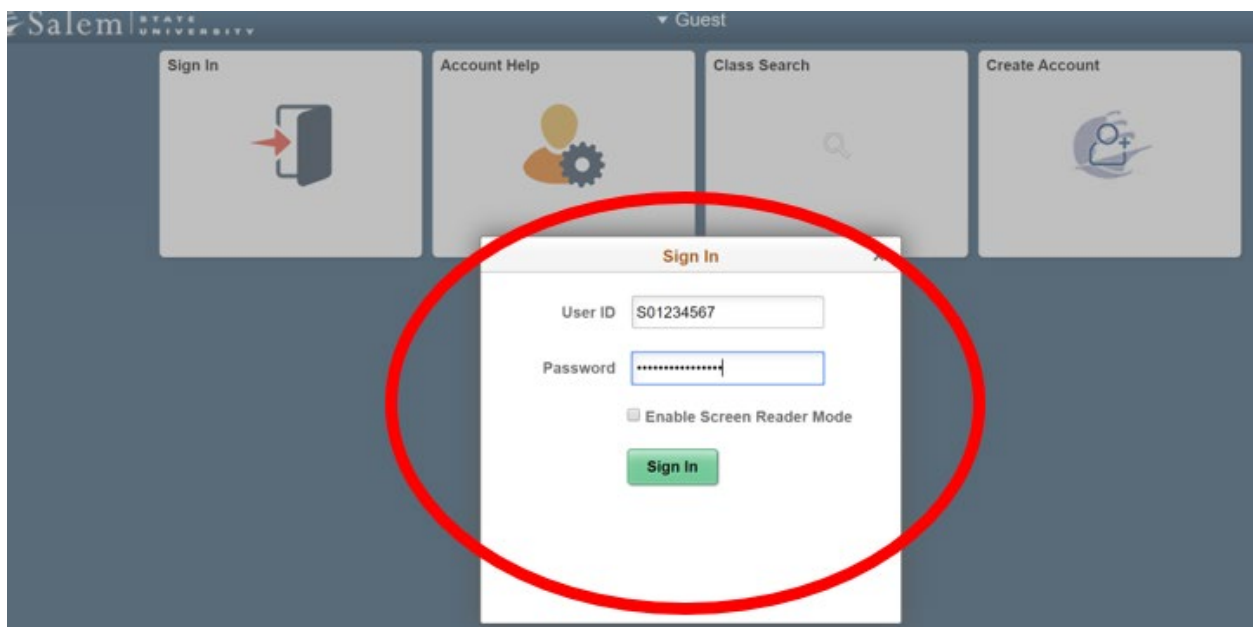 Salem STATE UNIVERSITY
Guest
Sign In
Account Help
Class Search
Create Account
Sign In
User ID S01234567
Password ••••••••••••••••
Enable Screen Reader Mode
Sign In